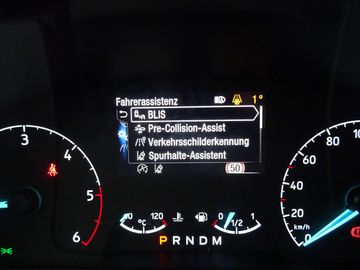 Fahrerassistenz 1°
BLIS
Pre-Collision-Assist
Verkehrsschilderkennung
Spurhalte-Assistent
50
3 4 5 6
°C 120
0 1/2 1
P R N D M
0 20 40 60 80 100
km/h